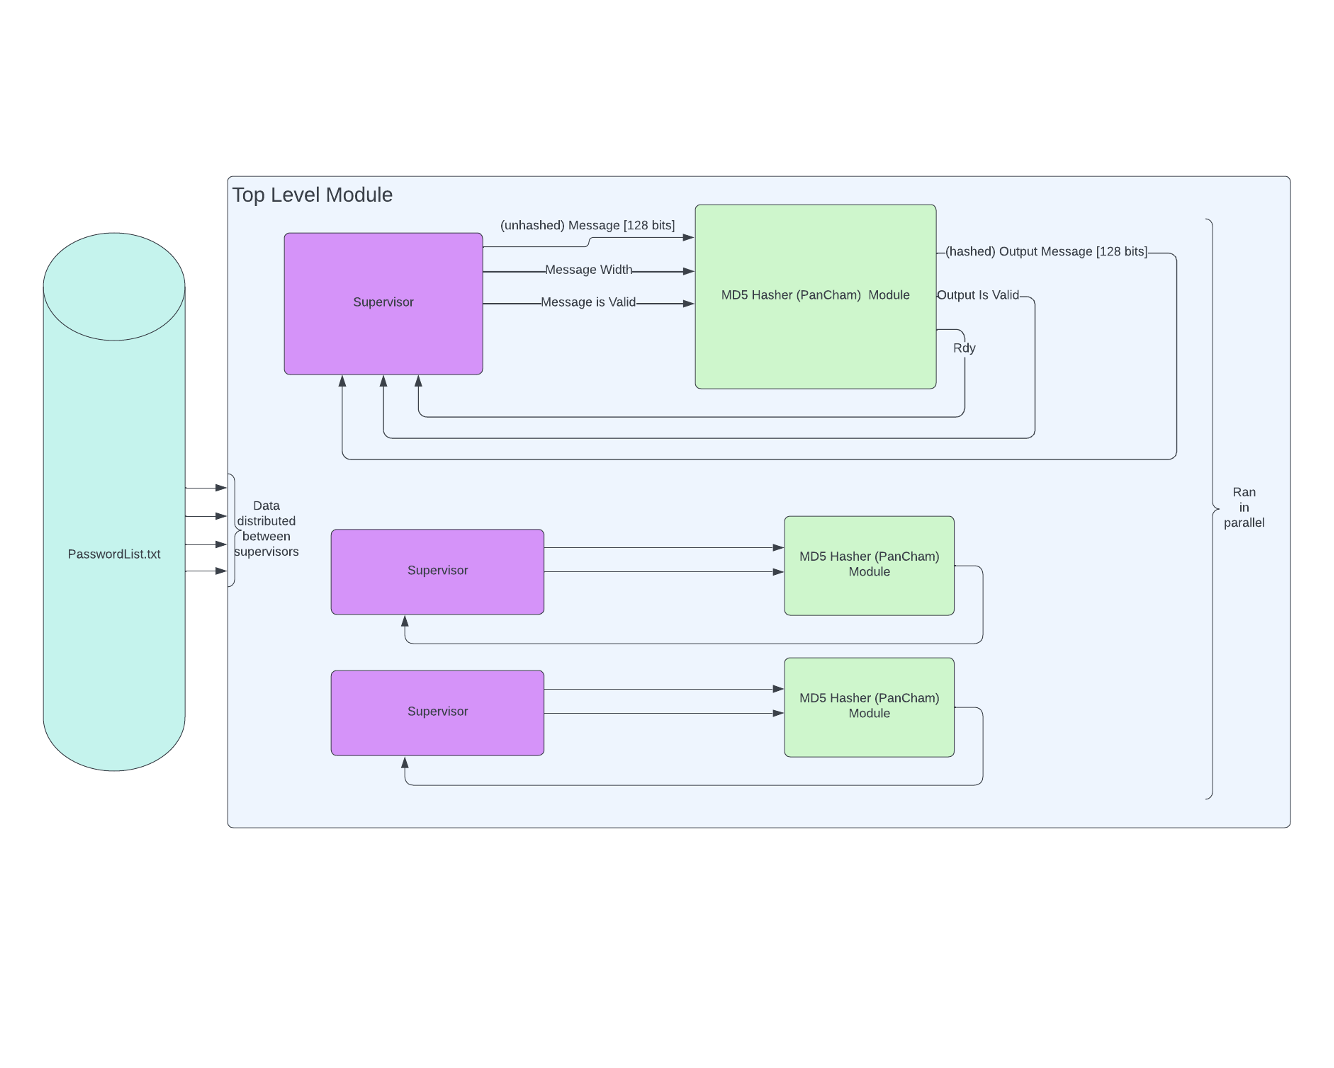 Top Level Module
(unhashed) Message [128 bits]
Message Width
Message is Valid
Supervisor
MD5 Hasher (PanCham)  Module
(hashed) Output Message [128 bits]
Output Is Valid
Rdy
PasswordList.txt
Data
distributed
between
supervisors
Supervisor
MD5 Hasher (PanCham)
Module
Supervisor
MD5 Hasher (PanCham)
Module
Ran
in
parallel